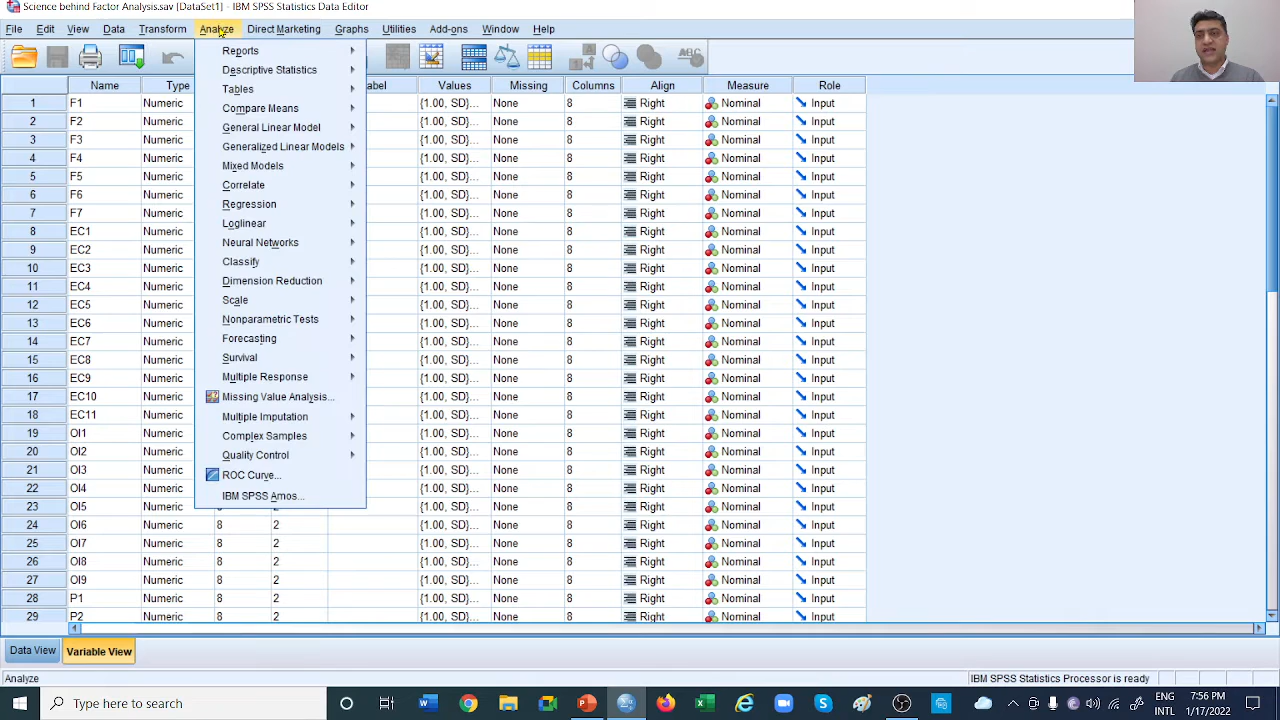 Science behind Factor Analysis.sav [DataSet1] - IBM SPSS Statistics Data Editor
File Edit View Data Transform Analyze Direct Marketing Graphs Utilities Add-ons Window Help
Reports
Descriptive Statistics
Tables
Compare Means
General Linear Model
Generalized Linear Models
Mixed Models
Correlate
Regression
Loglinear
Neural Networks
Classify
Dimension Reduction
Scale
Nonparametric Tests
Forecasting
Survival
Multiple Response
Missing Value Analysis...
Multiple Imputation
Complex Samples
Quality Control
ROC Curve...
IBM SPSS Amos...
Name Type abel Values Missing Columns Align Measure Role
1 F1 Numeric {1.00, SD}... None 8 Right Nominal Input
2 F2 Numeric {1.00, SD}... None 8 Right Nominal Input
3 F3 Numeric {1.00, SD}... None 8 Right Nominal Input
4 F4 Numeric {1.00, SD}... None 8 Right Nominal Input
5 F5 Numeric {1.00, SD}... None 8 Right Nominal Input
6 F6 Numeric {1.00, SD}... None 8 Right Nominal Input
7 F7 Numeric {1.00, SD}... None 8 Right Nominal Input
8 EC1 Numeric {1.00, SD}... None 8 Right Nominal Input
9 EC2 Numeric {1.00, SD}... None 8 Right Nominal Input
10 EC3 Numeric {1.00, SD}... None 8 Right Nominal Input
11 EC4 Numeric {1.00, SD}... None 8 Right Nominal Input
12 EC5 Numeric {1.00, SD}... None 8 Right Nominal Input
13 EC6 Numeric {1.00, SD}... None 8 Right Nominal Input
14 EC7 Numeric {1.00, SD}... None 8 Right Nominal Input
15 EC8 Numeric {1.00, SD}... None 8 Right Nominal Input
16 EC9 Numeric {1.00, SD}... None 8 Right Nominal Input
17 EC10 Numeric {1.00, SD}... None 8 Right Nominal Input
18 EC11 Numeric {1.00, SD}... None 8 Right Nominal Input
19 OI1 Numeric {1.00, SD}... None 8 Right Nominal Input
20 OI2 Numeric {1.00, SD}... None 8 Right Nominal Input
21 OI3 Numeric {1.00, SD}... None 8 Right Nominal Input
22 OI4 Numeric {1.00, SD}... None 8 Right Nominal Input
23 OI5 Numeric {1.00, SD}... None 8 Right Nominal Input
24 OI6 Numeric 8 2 {1.00, SD}... None 8 Right Nominal Input
25 OI7 Numeric 8 2 {1.00, SD}... None 8 Right Nominal Input
26 OI8 Numeric 8 2 {1.00, SD}... None 8 Right Nominal Input
27 OI9 Numeric 8 2 {1.00, SD}... None 8 Right Nominal Input
28 P1 Numeric 8 2 {1.00, SD}... None 8 Right Nominal Input
29 P2 Numeric 8 2 {1.00, SD}... None 8 Right Nominal Input
Data View Variable View
Analyze IBM SPSS Statistics Processor is ready
Type here to search
ENG 7:56 PM
INTL 1/17/2022